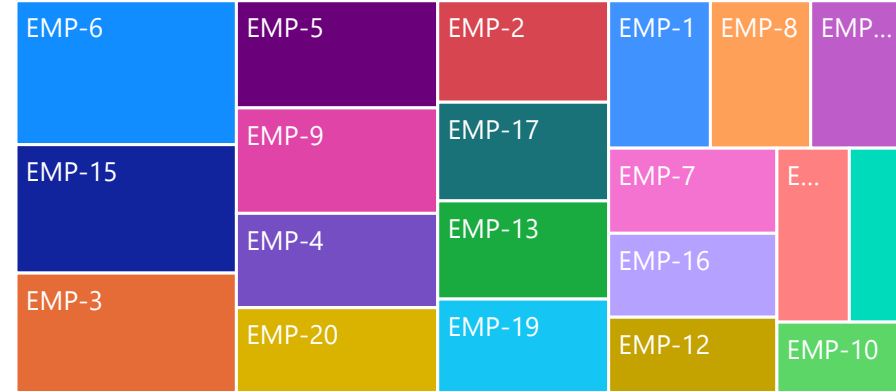 EMP-6
EMP-15
EMP-3
EMP-5
EMP-9
EMP-4
EMP-20
EMP-2
EMP-17
EMP-13
EMP-19
EMP-1
EMP-8
EMP...
EMP-7
EMP-16
EMP-12
E...
EMP-10